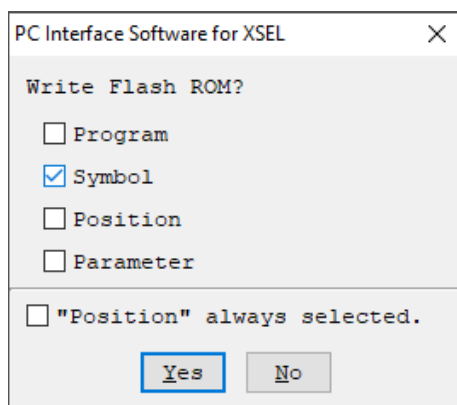 PC Interface Software for XSEL
Write Flash ROM?
Program
Symbol
Position
Parameter
"Position" always selected.
Yes
No